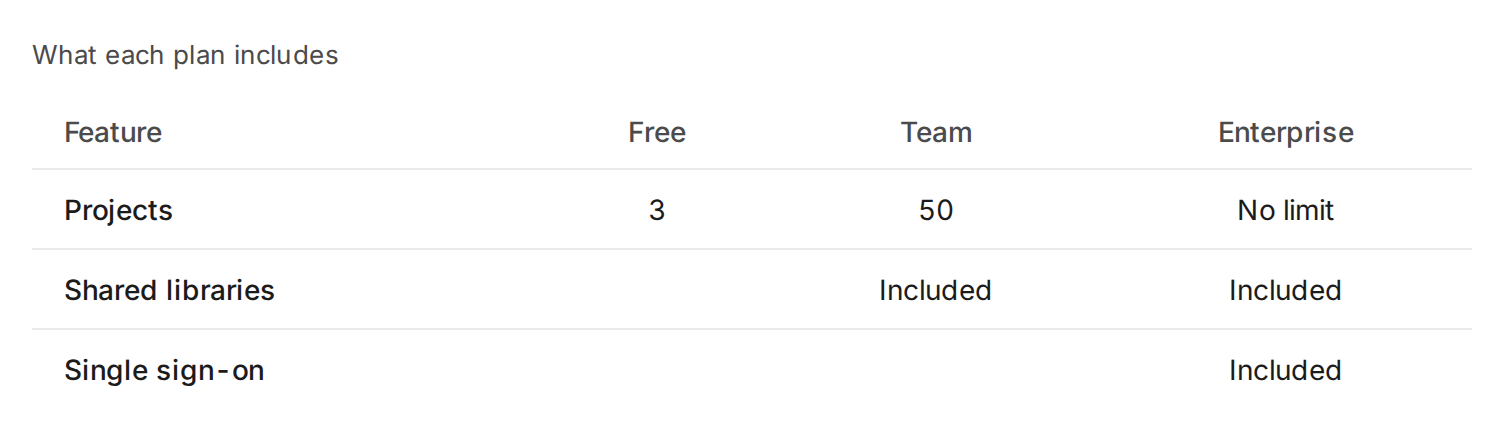 What each plan includes
Feature Free Team Enterprise
Projects 3 50 No limit
Shared libraries Included Included
Single sign-on Included